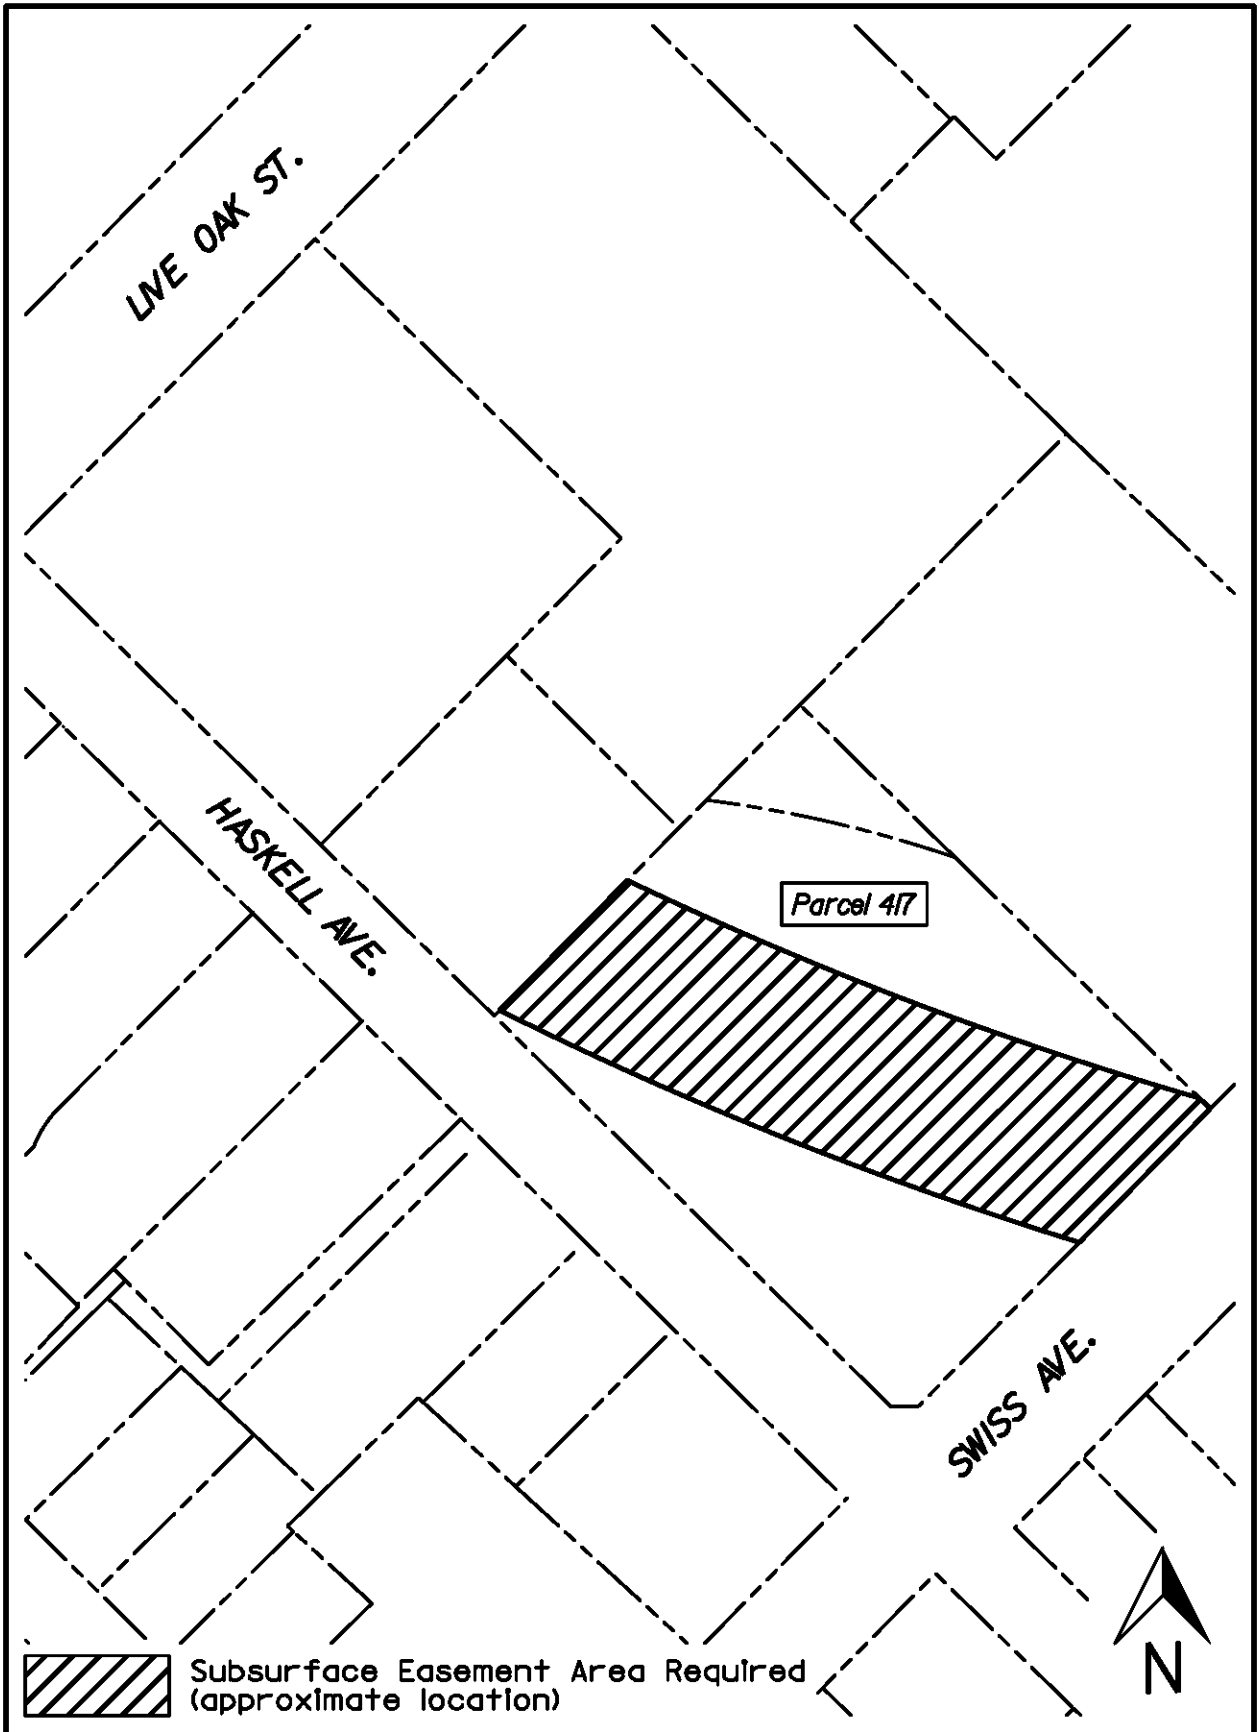 LIVE OAK ST.
HASKELL AVE.
Parcel 417
SWISS AVE.
N
Subsurface Easement Area Required
(approximate location)